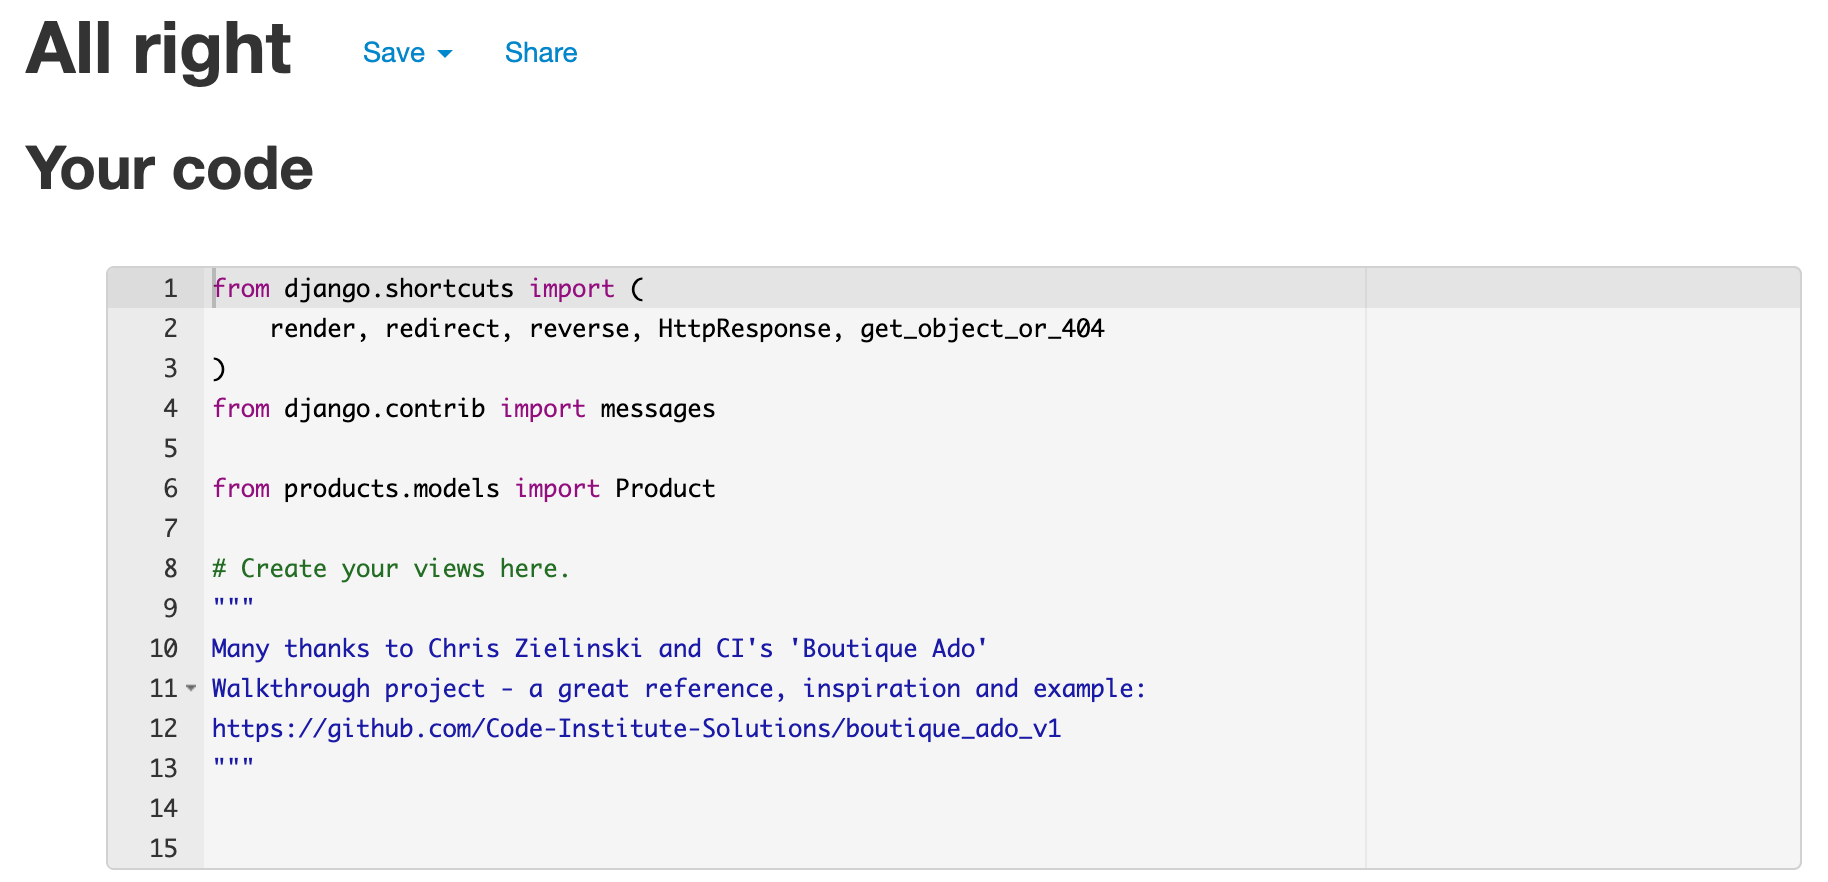 All right Save Share
Your code
1 from django.shortcuts import (
2     render, redirect, reverse, HttpResponse, get_object_or_404
3 )
4 from django.contrib import messages
5
6 from products.models import Product
7
8 # Create your views here.
9 """
10 Many thanks to Chris Zielinski and CI's 'Boutique Ado'
11 Walkthrough project - a great reference, inspiration and example:
12 https://github.com/Code-Institute-Solutions/boutique_ado_v1
13 """
14
15